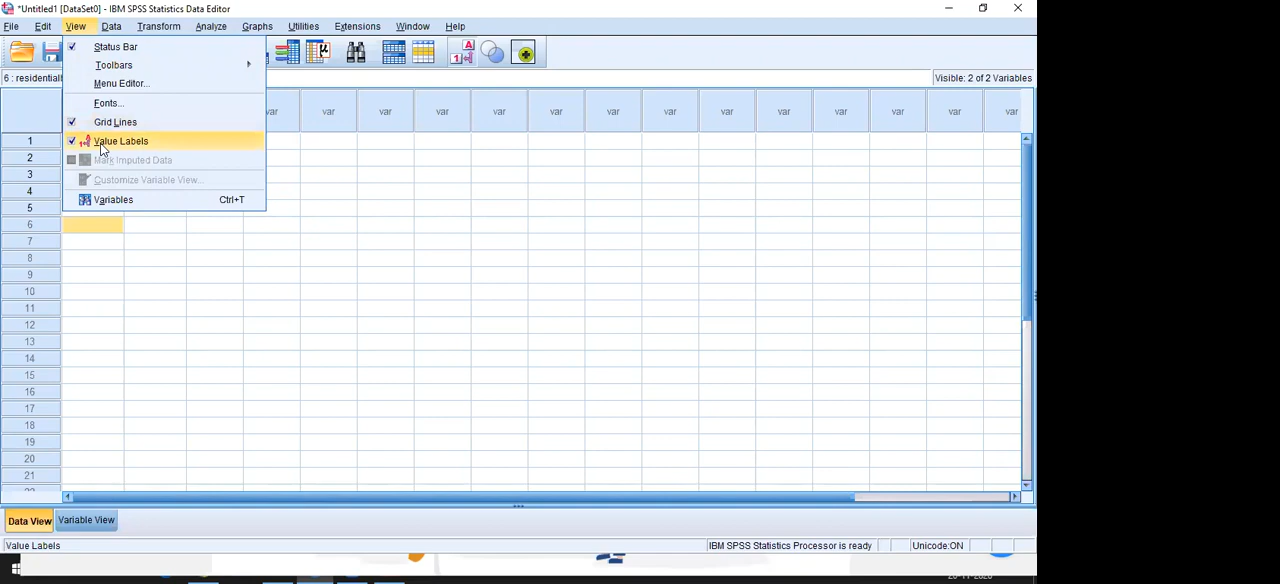 *Untitled1 [DataSet0] - IBM SPSS Statistics Data Editor
File Edit View Data Transform Analyze Graphs Utilities Extensions Window Help
Status Bar
Toolbars
Menu Editor...
Fonts...
Grid Lines
Value Labels
Mark Imputed Data
Customize Variable View...
Variables Ctrl+T
6 : residential
Visible: 2 of 2 Variables
var var var var var var var var var var var var var
1
2
3
4
5
6
7
8
9
10
11
12
13
14
15
16
17
18
19
20
21
Data View Variable View
Value Labels IBM SPSS Statistics Processor is ready Unicode:ON